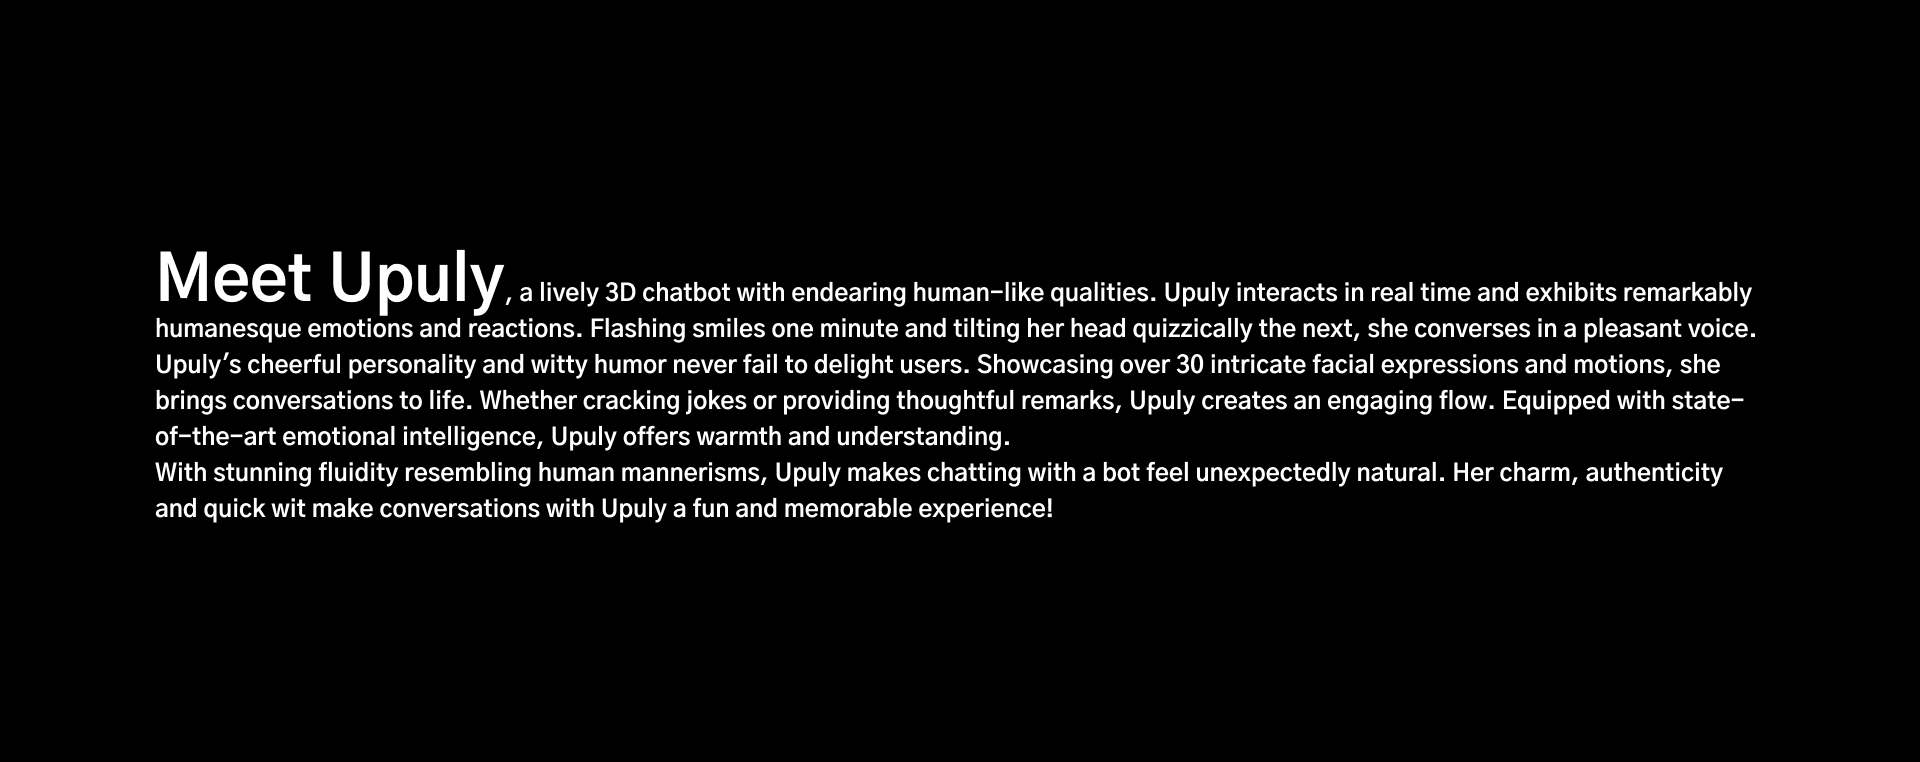 Meet Upuly, a lively 3D chatbot with endearing human-like qualities. Upuly interacts in real time and exhibits remarkably
humanesque emotions and reactions. Flashing smiles one minute and tilting her head quizzically the next, she converses in a pleasant voice.
Upuly's cheerful personality and witty humor never fail to delight users. Showcasing over 30 intricate facial expressions and motions, she
brings conversations to life. Whether cracking jokes or providing thoughtful remarks, Upuly creates an engaging flow. Equipped with state-
of-the-art emotional intelligence, Upuly offers warmth and understanding.
With stunning fluidity resembling human mannerisms, Upuly makes chatting with a bot feel unexpectedly natural. Her charm, authenticity
and quick wit make conversations with Upuly a fun and memorable experience!